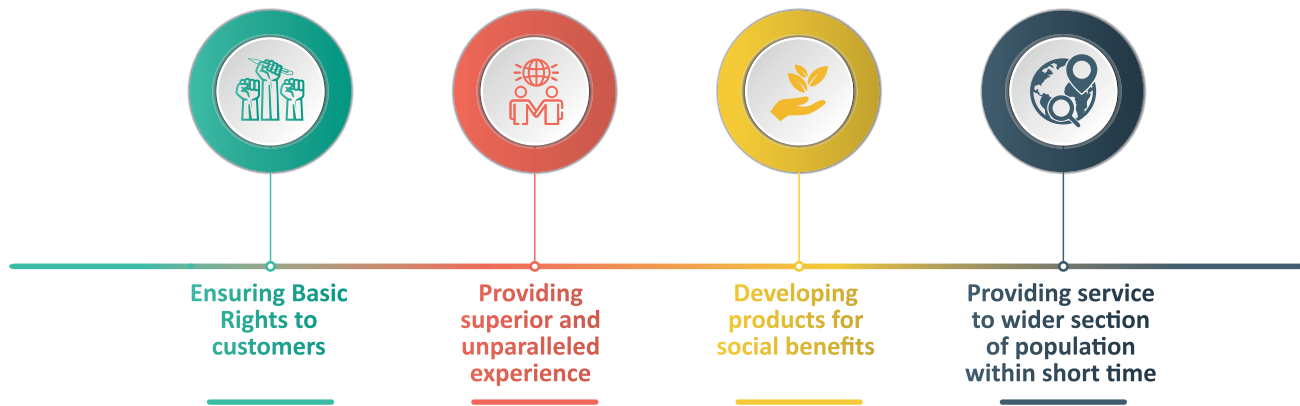 Ensuring Basic
Rights to
customers
Providing
superior and
unparalleled
experience
Developing
products for
social benefits
Providing service
to wider section
of population
within short time